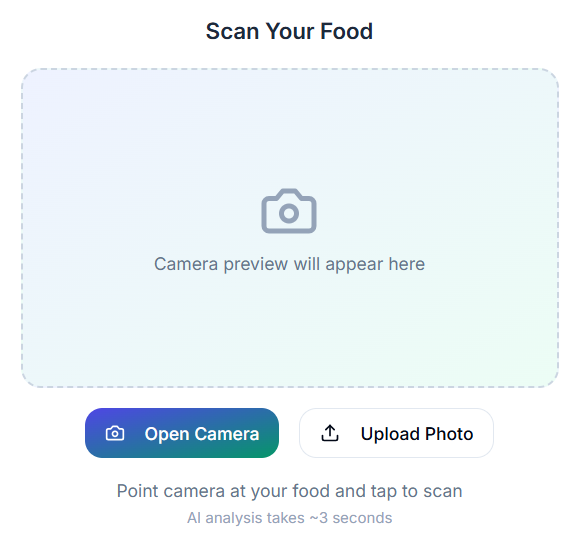 Scan Your Food
Camera preview will appear here
Open Camera
Upload Photo
Point camera at your food and tap to scan
AI analysis takes ~3 seconds